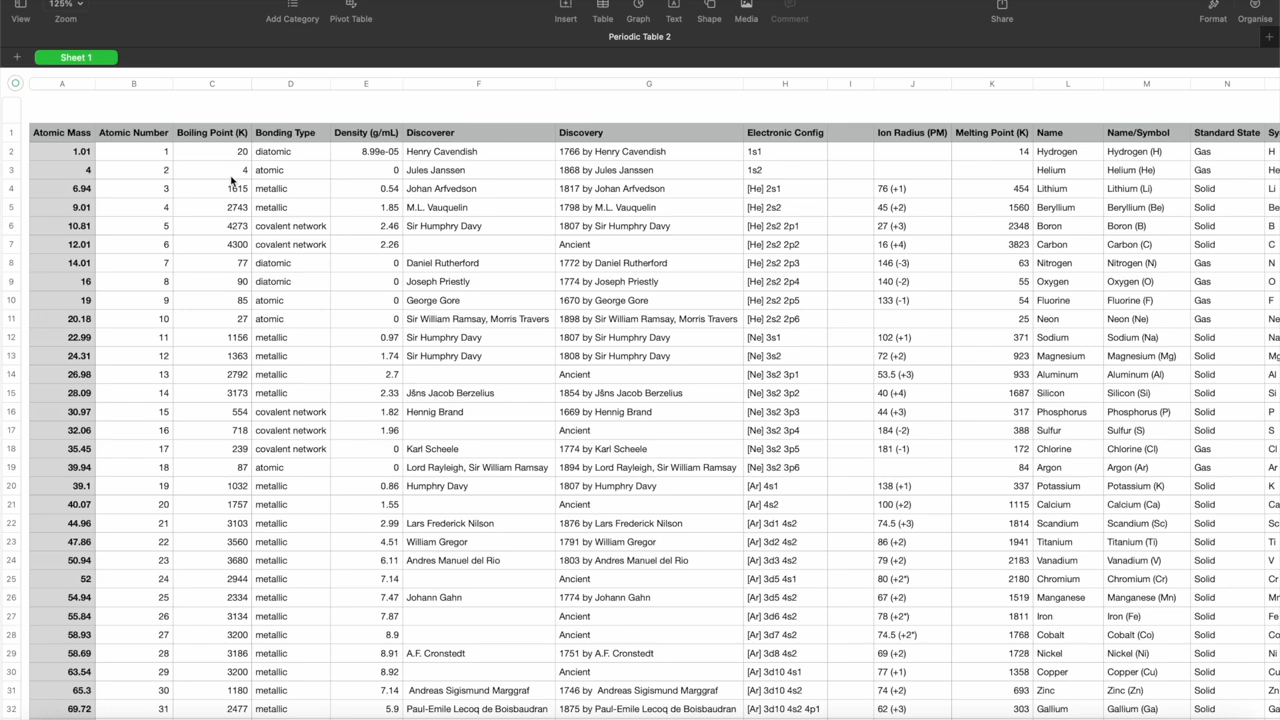 125%
View Zoom Add Category Pivot Table Insert Table Graph Text Shape Media Comment Share Format Organise
Periodic Table 2
+ Sheet 1 +
A B C D E F G H I J K L M N
1 Atomic Mass Atomic Number Boiling Point (K) Bonding Type Density (g/mL) Discoverer Discovery Electronic Config Ion Radius (PM) Melting Point (K) Name Name/Symbol Standard State Sy
2 1.01 1 20 diatomic 8.99e-05 Henry Cavendish 1766 by Henry Cavendish 1s1 14 Hydrogen Hydrogen (H) Gas H
3 4 2 4 atomic 0 Jules Janssen 1868 by Jules Janssen 1s2 Helium Helium (He) Gas He
4 6.94 3 1615 metallic 0.54 Johan Arfvedson 1817 by Johan Arfvedson [He] 2s1 76 (+1) 454 Lithium Lithium (Li) Solid Li
5 9.01 4 2743 metallic 1.85 M.L. Vauquelin 1798 by M.L. Vauquelin [He] 2s2 45 (+2) 1560 Beryllium Beryllium (Be) Solid Be
6 10.81 5 4273 covalent network 2.46 Sir Humphry Davy 1807 by Sir Humphry Davy [He] 2s2 2p1 27 (+3) 2348 Boron Boron (B) Solid B
7 12.01 6 4300 covalent network 2.26 Ancient [He] 2s2 2p2 16 (+4) 3823 Carbon Carbon (C) Solid C
8 14.01 7 77 diatomic 0 Daniel Rutherford 1772 by Daniel Rutherford [He] 2s2 2p3 146 (-3) 63 Nitrogen Nitrogen (N) Gas N
9 16 8 90 diatomic 0 Joseph Priestly 1774 by Joseph Priestly [He] 2s2 2p4 140 (-2) 55 Oxygen Oxygen (O) Gas O
10 19 9 85 atomic 0 George Gore 1670 by George Gore [He] 2s2 2p5 133 (-1) 54 Fluorine Fluorine (F) Gas F
11 20.18 10 27 atomic 0 Sir William Ramsay, Morris Travers 1898 by Sir William Ramsay, Morris Travers [He] 2s2 2p6 25 Neon Neon (Ne) Gas Ne
12 22.99 11 1156 metallic 0.97 Sir Humphry Davy 1807 by Sir Humphry Davy [Ne] 3s1 102 (+1) 371 Sodium Sodium (Na) Solid Na
13 24.31 12 1363 metallic 1.74 Sir Humphry Davy 1808 by Sir Humphry Davy [Ne] 3s2 72 (+2) 923 Magnesium Magnesium (Mg) Solid Mg
14 26.98 13 2792 metallic 2.7 Ancient [Ne] 3s2 3p1 53.5 (+3) 933 Aluminum Aluminum (Al) Solid Al
15 28.09 14 3173 metallic 2.33 Jšns Jacob Berzelius 1854 by Jšns Jacob Berzelius [Ne] 3s2 3p2 40 (+4) 1687 Silicon Silicon (Si) Solid Si
16 30.97 15 554 covalent network 1.82 Hennig Brand 1669 by Hennig Brand [Ne] 3s2 3p3 44 (+3) 317 Phosphorus Phosphorus (P) Solid P
17 32.06 16 718 covalent network 1.96 Ancient [Ne] 3s2 3p4 184 (-2) 388 Sulfur Sulfur (S) Solid S
18 35.45 17 239 covalent network 0 Karl Scheele 1774 by Karl Scheele [Ne] 3s2 3p5 181 (-1) 172 Chlorine Chlorine (Cl) Gas Cl
19 39.94 18 87 atomic 0 Lord Rayleigh, Sir William Ramsay 1894 by Lord Rayleigh, Sir William Ramsay [Ne] 3s2 3p6 84 Argon Argon (Ar) Gas Ar
20 39.1 19 1032 metallic 0.86 Humphry Davy 1807 by Humphry Davy [Ar] 4s1 138 (+1) 337 Potassium Potassium (K) Solid K
21 40.07 20 1757 metallic 1.55 Ancient [Ar] 4s2 100 (+2) 1115 Calcium Calcium (Ca) Solid Ca
22 44.96 21 3103 metallic 2.99 Lars Frederick Nilson 1876 by Lars Frederick Nilson [Ar] 3d1 4s2 74.5 (+3) 1814 Scandium Scandium (Sc) Solid Sc
23 47.86 22 3560 metallic 4.51 William Gregor 1791 by William Gregor [Ar] 3d2 4s2 86 (+2) 1941 Titanium Titanium (Ti) Solid Ti
24 50.94 23 3680 metallic 6.11 Andres Manuel del Rio 1803 by Andres Manuel del Rio [Ar] 3d3 4s2 79 (+2) 2183 Vanadium Vanadium (V) Solid V
25 52 24 2944 metallic 7.14 Ancient [Ar] 3d5 4s1 80 (+2*) 2180 Chromium Chromium (Cr) Solid Cr
26 54.94 25 2334 metallic 7.47 Johann Gahn 1774 by Johann Gahn [Ar] 3d5 4s2 67 (+2) 1519 Manganese Manganese (Mn) Solid Mn
27 55.84 26 3134 metallic 7.87 Ancient [Ar] 3d6 4s2 78 (+2*) 1811 Iron Iron (Fe) Solid Fe
28 58.93 27 3200 metallic 8.9 Ancient [Ar] 3d7 4s2 74.5 (+2*) 1768 Cobalt Cobalt (Co) Solid Co
29 58.69 28 3186 metallic 8.91 A.F. Cronstedt 1751 by A.F. Cronstedt [Ar] 3d8 4s2 69 (+2) 1728 Nickel Nickel (Ni) Solid Ni
30 63.54 29 3200 metallic 8.92 Ancient [Ar] 3d10 4s1 77 (+1) 1358 Copper Copper (Cu) Solid Cu
31 65.3 30 1180 metallic 7.14 Andreas Sigismund Marggraf 1746 by Andreas Sigismund Marggraf [Ar] 3d10 4s2 74 (+2) 693 Zinc Zinc (Zn) Solid Zn
32 69.72 31 2477 metallic 5.9 Paul-Emile Lecoq de Boisbaudran 1875 by Paul-Emile Lecoq de Boisbaudran [Ar] 3d10 4s2 4p1 62 (+3) 303 Gallium Gallium (Ga) Solid Ga